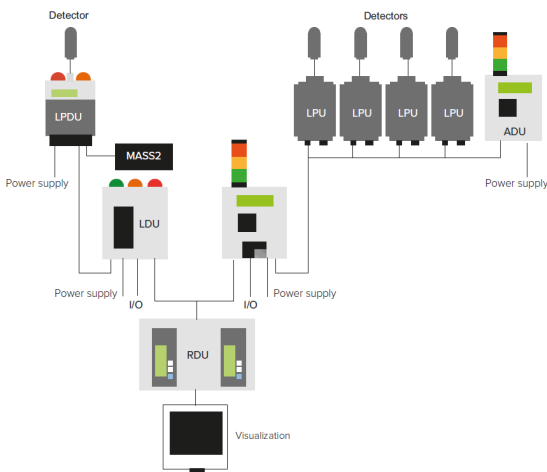 Detector
Detectors
LPDU
LPU
LPU
LPU
LPU
ADU
MASS2
Power supply
Power supply
LDU
Power supply
I/O
I/O
Power supply
RDU
Visualization